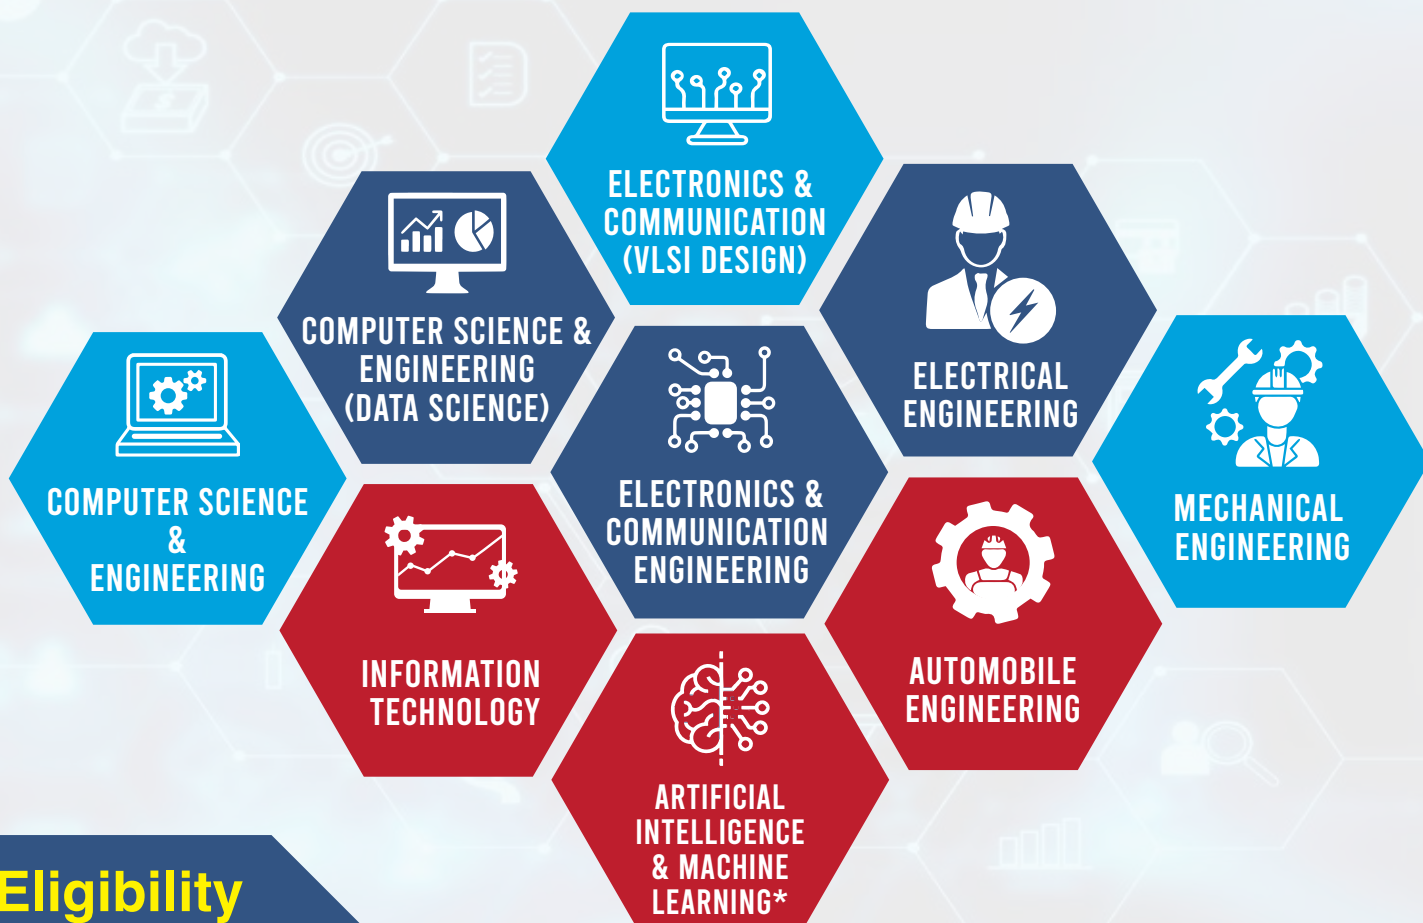 ELECTRONICS &
COMMUNICATION
(VLSI DESIGN)
COMPUTER SCIENCE &
ENGINEERING
(DATA SCIENCE)
ELECTRICAL
ENGINEERING
COMPUTER SCIENCE
&
ENGINEERING
ELECTRONICS &
COMMUNICATION
ENGINEERING
MECHANICAL
ENGINEERING
INFORMATION
TECHNOLOGY
AUTOMOBILE
ENGINEERING
ARTIFICIAL
INTELLIGENCE
& MACHINE
LEARNING*
Eligibility